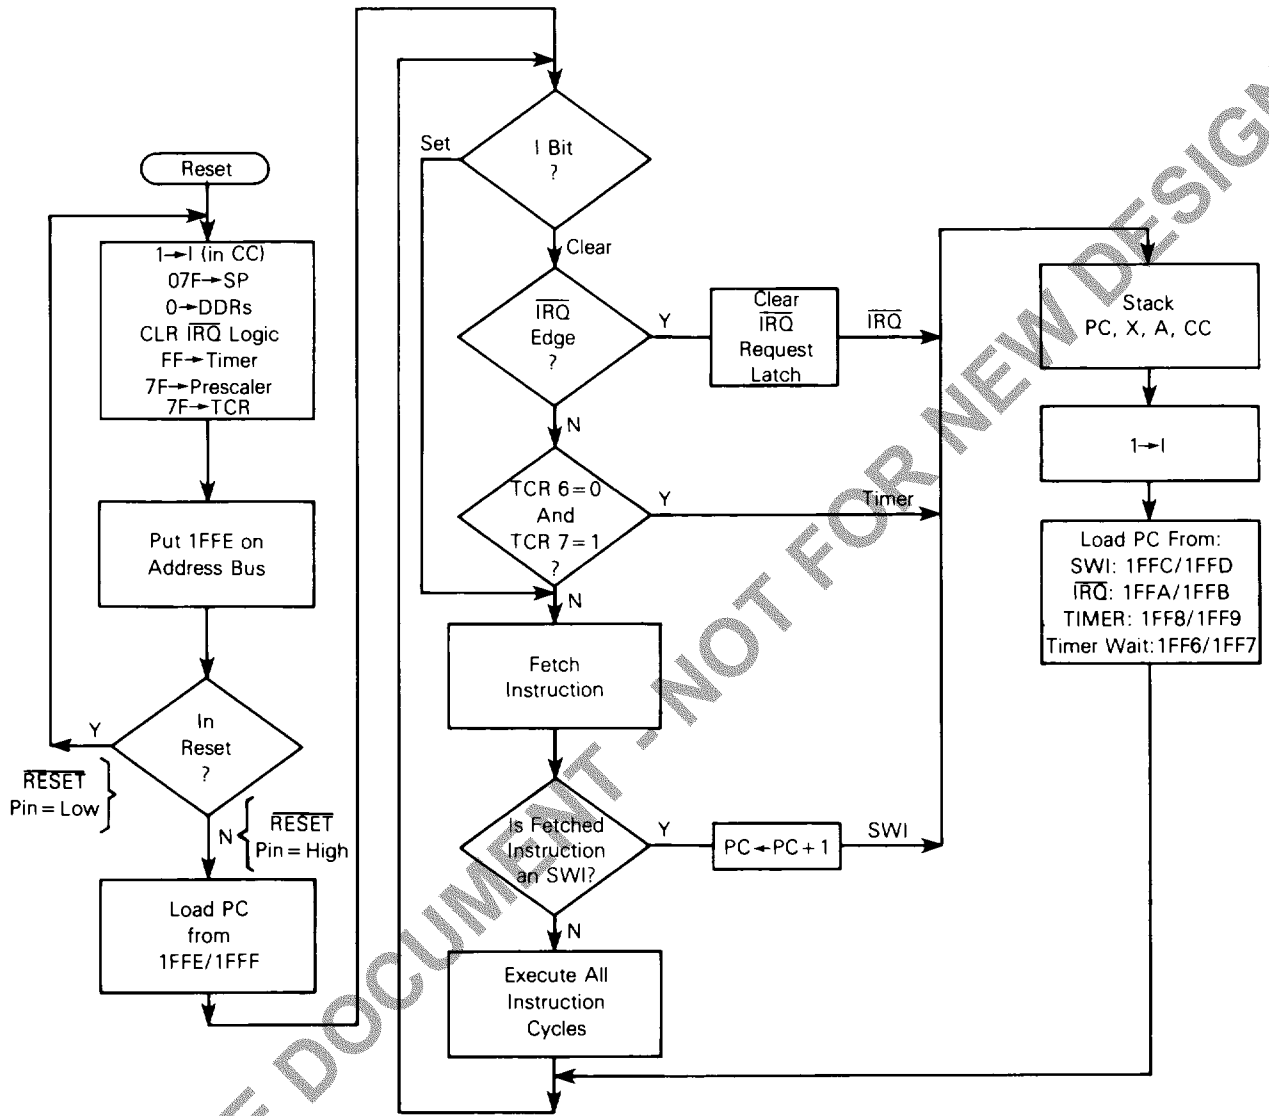 Reset
1→I (in CC)
07F→SP
0→DDRs
CLR IRQ Logic
FF→Timer
7F→Prescaler
7F→TCR
Put 1FFE on
Address Bus
In
Reset
?
Y
RESET
Pin=Low
N
RESET
Pin=High
Load PC
from
1FFE/1FFF
I Bit
?
Set
Clear
IRQ
Edge
?
Y
Clear
IRQ
Request
Latch
IRQ
N
TCR 6=0
And
TCR 7=1
?
Y
Timer
N
Fetch
Instruction
Is Fetched
Instruction
an SWI?
Y
PC←PC+1
SWI
N
Execute All
Instruction
Cycles
Stack
PC, X, A, CC
1→I
Load PC From:
SWI: 1FFC/1FFD
IRQ: 1FFA/1FFB
TIMER: 1FF8/1FF9
Timer Wait: 1FF6/1FF7
DOCUMENT - NOT FOR NEW DESIGN